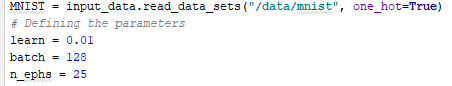 MNIST = input_data.read_data_sets("/data/mnist", one_hot=True)
# Defining the parameters
learn = 0.01
batch = 128
n_ephs = 25